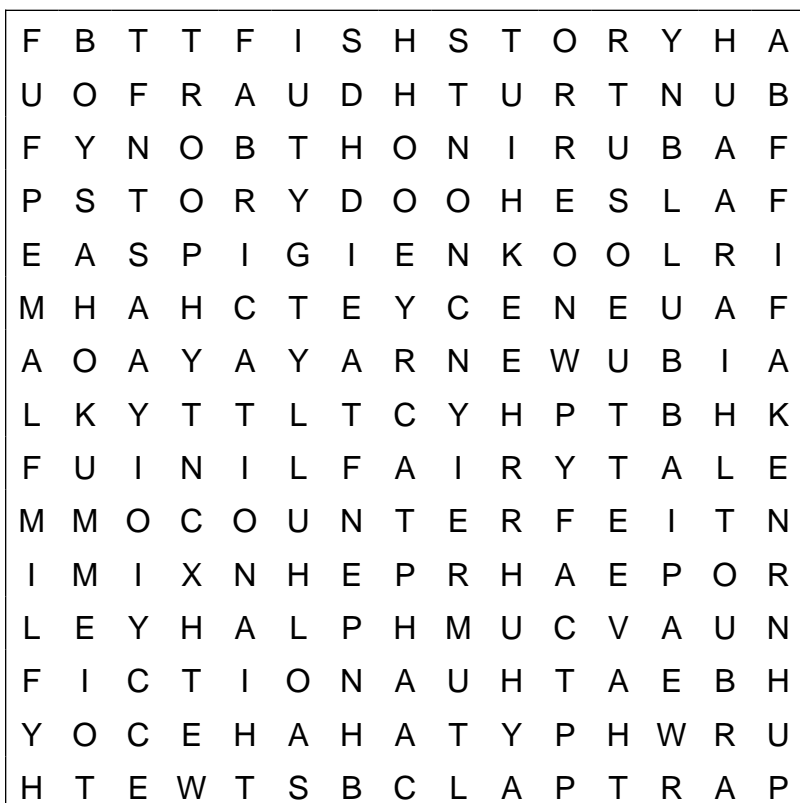 F B T T F I S H S T O R Y H A
U O F R A U D H T U R T N U B
F Y N O B T H O N I R U B A F
P S T O R Y D O O H E S L A F
E A S P I G I E N K O O L R I
M H A H C T E Y C E N E U A F
A O A Y A Y A R N E W U B I A
L K Y T T L T C Y H P T B H K
F U I N I L F A I R Y T A L E
M M O C O U N T E R F E I T N
I M I X N H E P R H A E P O R
L E Y H A L P H M U C V A U N
F I C T I O N A U H T A E B H
Y O C E H A H A T Y P H W R U
H T E W T S B C L A P T R A P